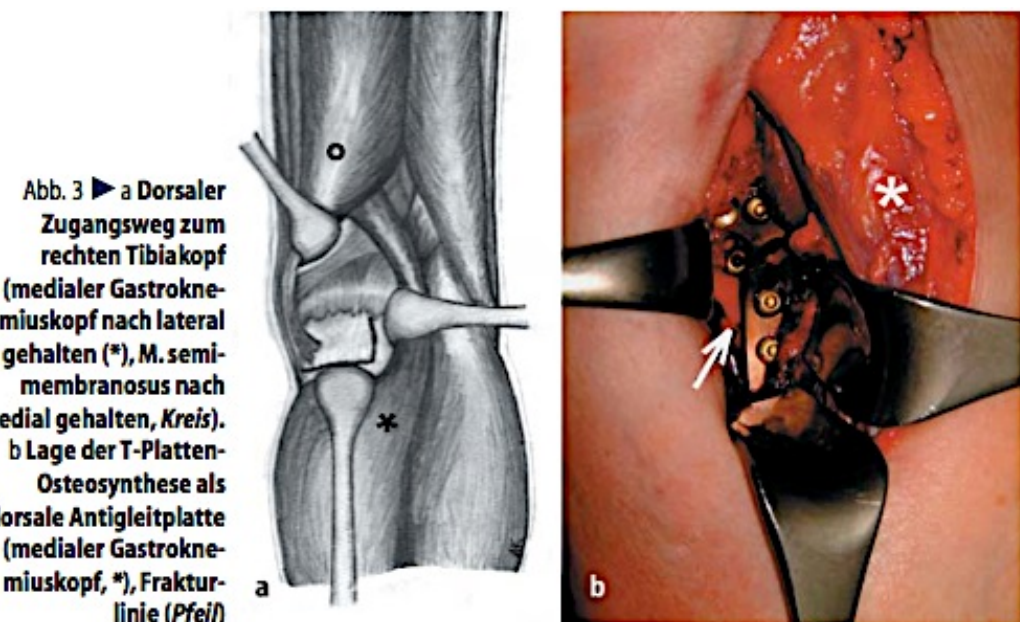 Abb. 3 ▶ a Dorsaler
Zugangsweg zum
rechten Tibiakopf
(medialer Gastrokne-
miuskopf nach lateral
gehalten (*), M. semi-
membranosus nach
edial gehalten, Kreis).
b Lage der T-Platten-
Osteosynthese als
orsale Antigleitplatte
(medialer Gastrokne-
miuskopf, *), Fraktur-
linie (Pfeil)
a
b